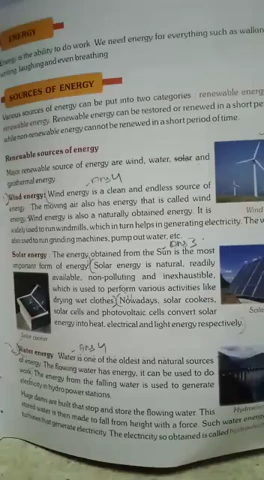 ENERGY
Energy is the ability to do work. We need energy for everything such as walking,
laughing and even breathing
SOURCES OF ENERGY
Various sources of energy can be put into two categories : renewable energy
renewable energy. Renewable energy can be restored or renewed in a short pe
while non-renewable energy cannot be renewed in a short period of time.
Renewable sources of energy
Major renewable source of energy are wind, water, solar and
geothermal energy
Wind energy: Wind energy is a clean and endless source of
energy. The moving air also has energy that is called wind
energy. Wind energy is also a naturally obtained energy. It is
widely used to run windmills, which in turn helps in generating electricity. The w
also used to run grinding machines, pump out water, etc.
Wind
Ans 3
Solar energy: The energy obtained from the Sun is the most
important form of energy. Solar energy is natural, readily
available, non-polluting and inexhaustible,
which is used to perform various activities like
drying wet clothes. Nowadays, solar cookers,
solar cells and photovoltaic cells convert solar
energy into heat, electrical and light energy respectively.
Solar cooker
Sola
Water energy: Water is one of the oldest and natural sources
of energy. The flowing water has energy, it can be used to do
work. The energy from the falling water is used to generate
electricity in hydro power stations.
Huge dams are built that stop and store the flowing water. This
stored water is then made to fall from height with a force. Such water energy
turbines that generate electricity. The electricity so obtained is called